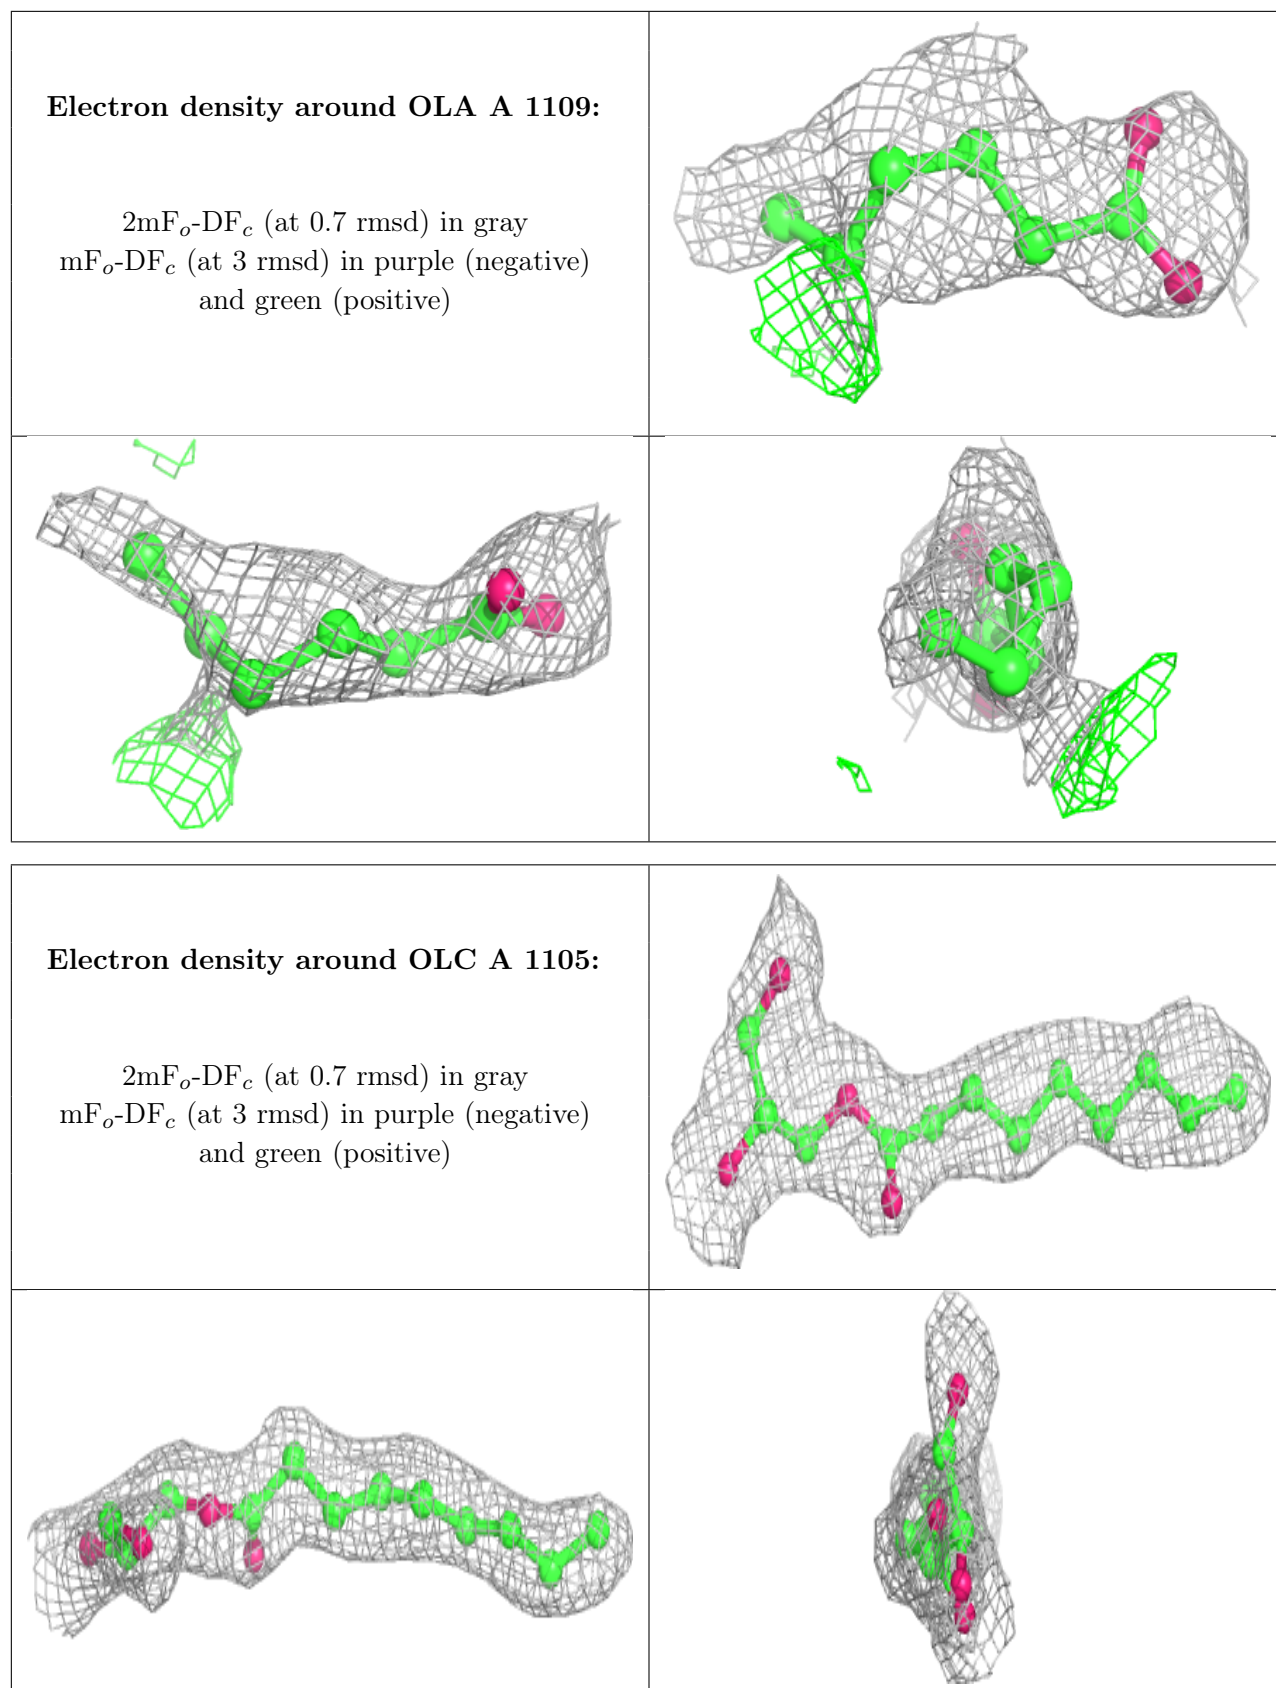 Electron density around OLA A 1109:
2mFₒ-DF𝒸 (at 0.7 rmsd) in gray
mFₒ-DF𝒸 (at 3 rmsd) in purple (negative)
and green (positive)
Electron density around OLC A 1105:
2mFₒ-DF𝒸 (at 0.7 rmsd) in gray
mFₒ-DF𝒸 (at 3 rmsd) in purple (negative)
and green (positive)